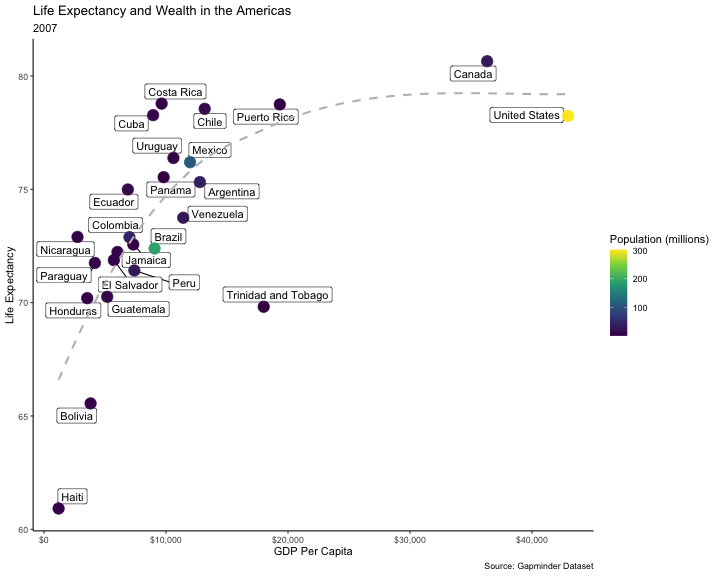 Life Expectancy and Wealth in the Americas
2007
Life Expectancy
80
75
70
65
60
Canada
Costa Rica
Cuba
Chile
Puerto Rico
United States
Uruguay
Mexico
Panama
Argentina
Ecuador
Venezuela
Colombia
Brazil
Nicaragua
Jamaica
Paraguay
El Salvador
Peru
Trinidad and Tobago
Honduras
Guatemala
Bolivia
Haiti
$0
$10,000
$20,000
$30,000
$40,000
GDP Per Capita
Population (millions)
300
200
100
Source: Gapminder Dataset